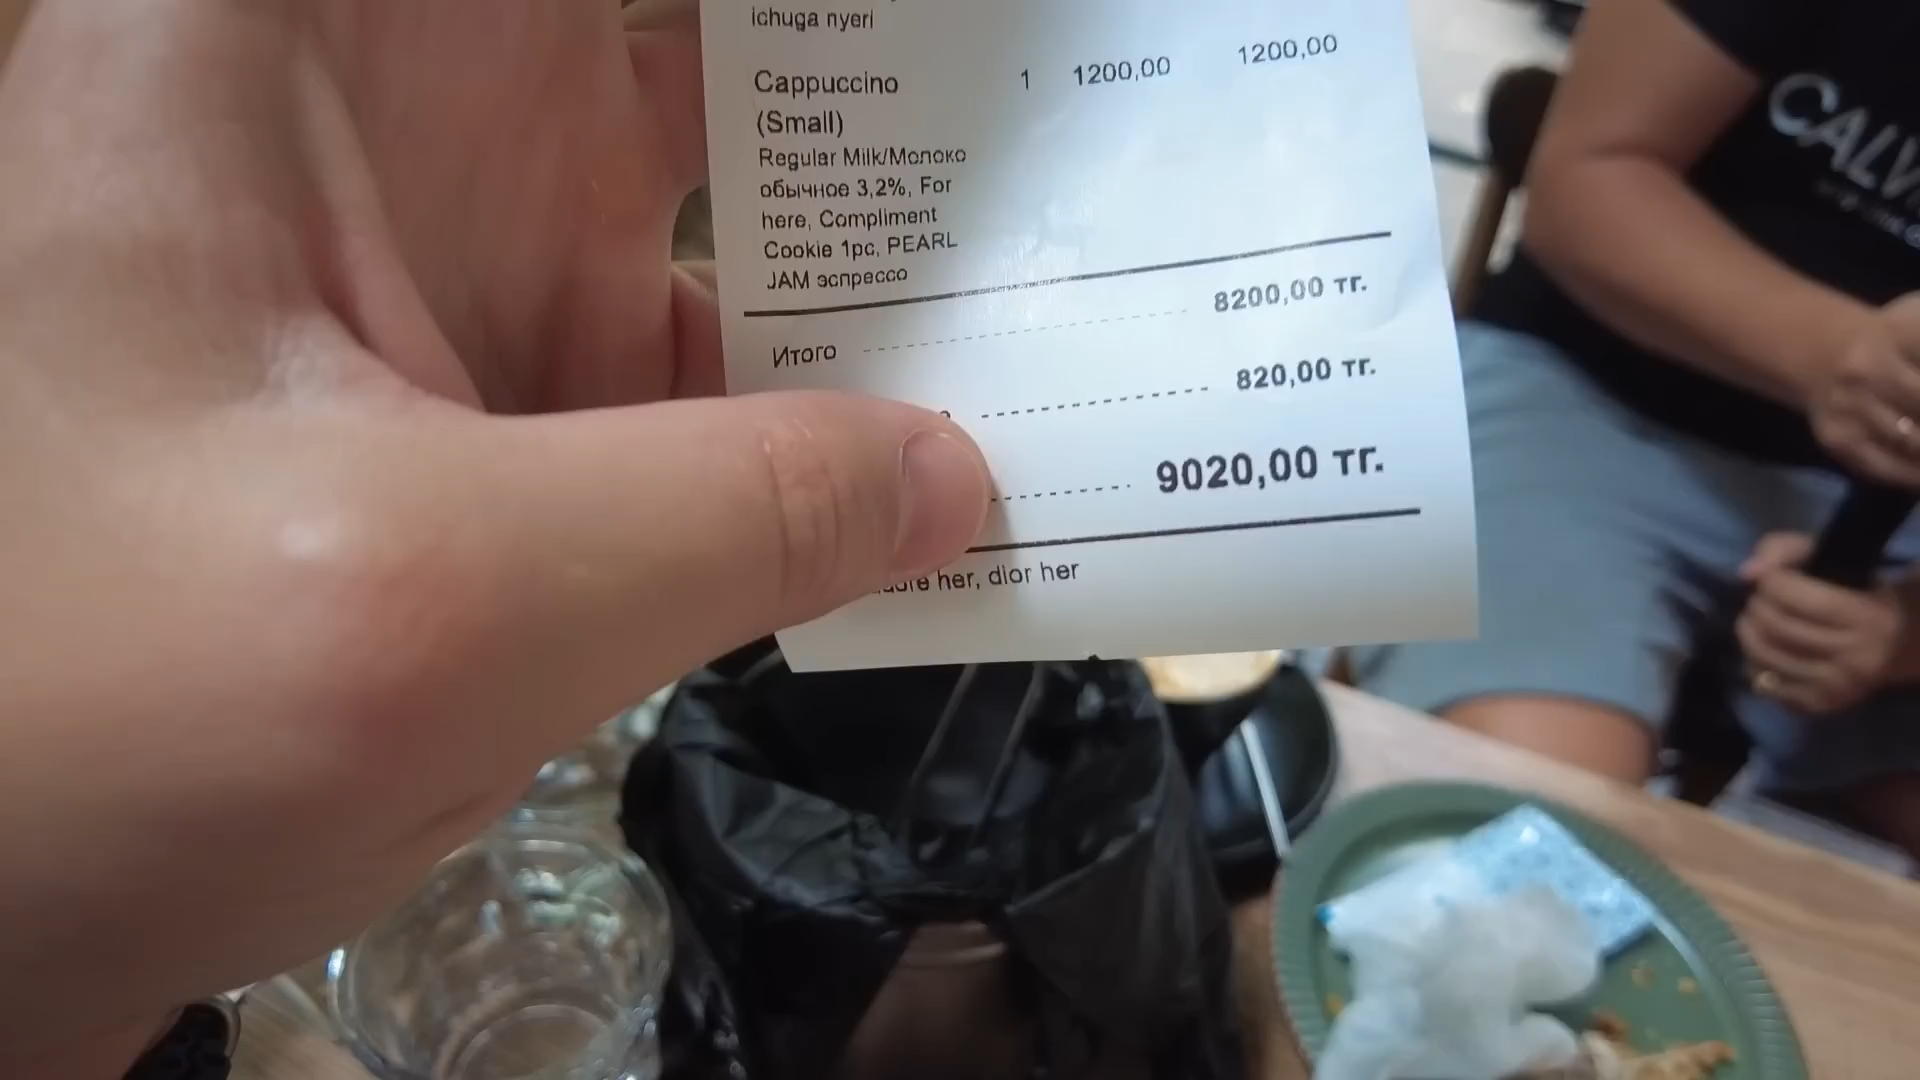 ichuga nyeri
Cappuccino 1 1200,00 1200,00
(Small)
Regular Milk/Молоко
обычное 3,2%, For
here, Compliment
Cookie 1pc, PEARL
JAM эспрессо
Итого 8200,00 тг.
820,00 тг.
9020,00 тг.
her, dior her
CALV